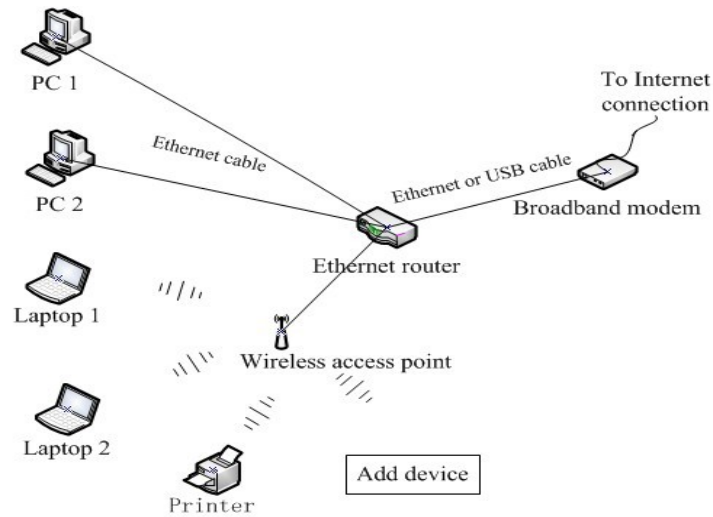 PC 1
To Internet
connection
Ethernet cable
Ethernet or USB cable
PC 2
Broadband modem
Ethernet router
Laptop 1
Wireless access point
Laptop 2
Add device
Printer